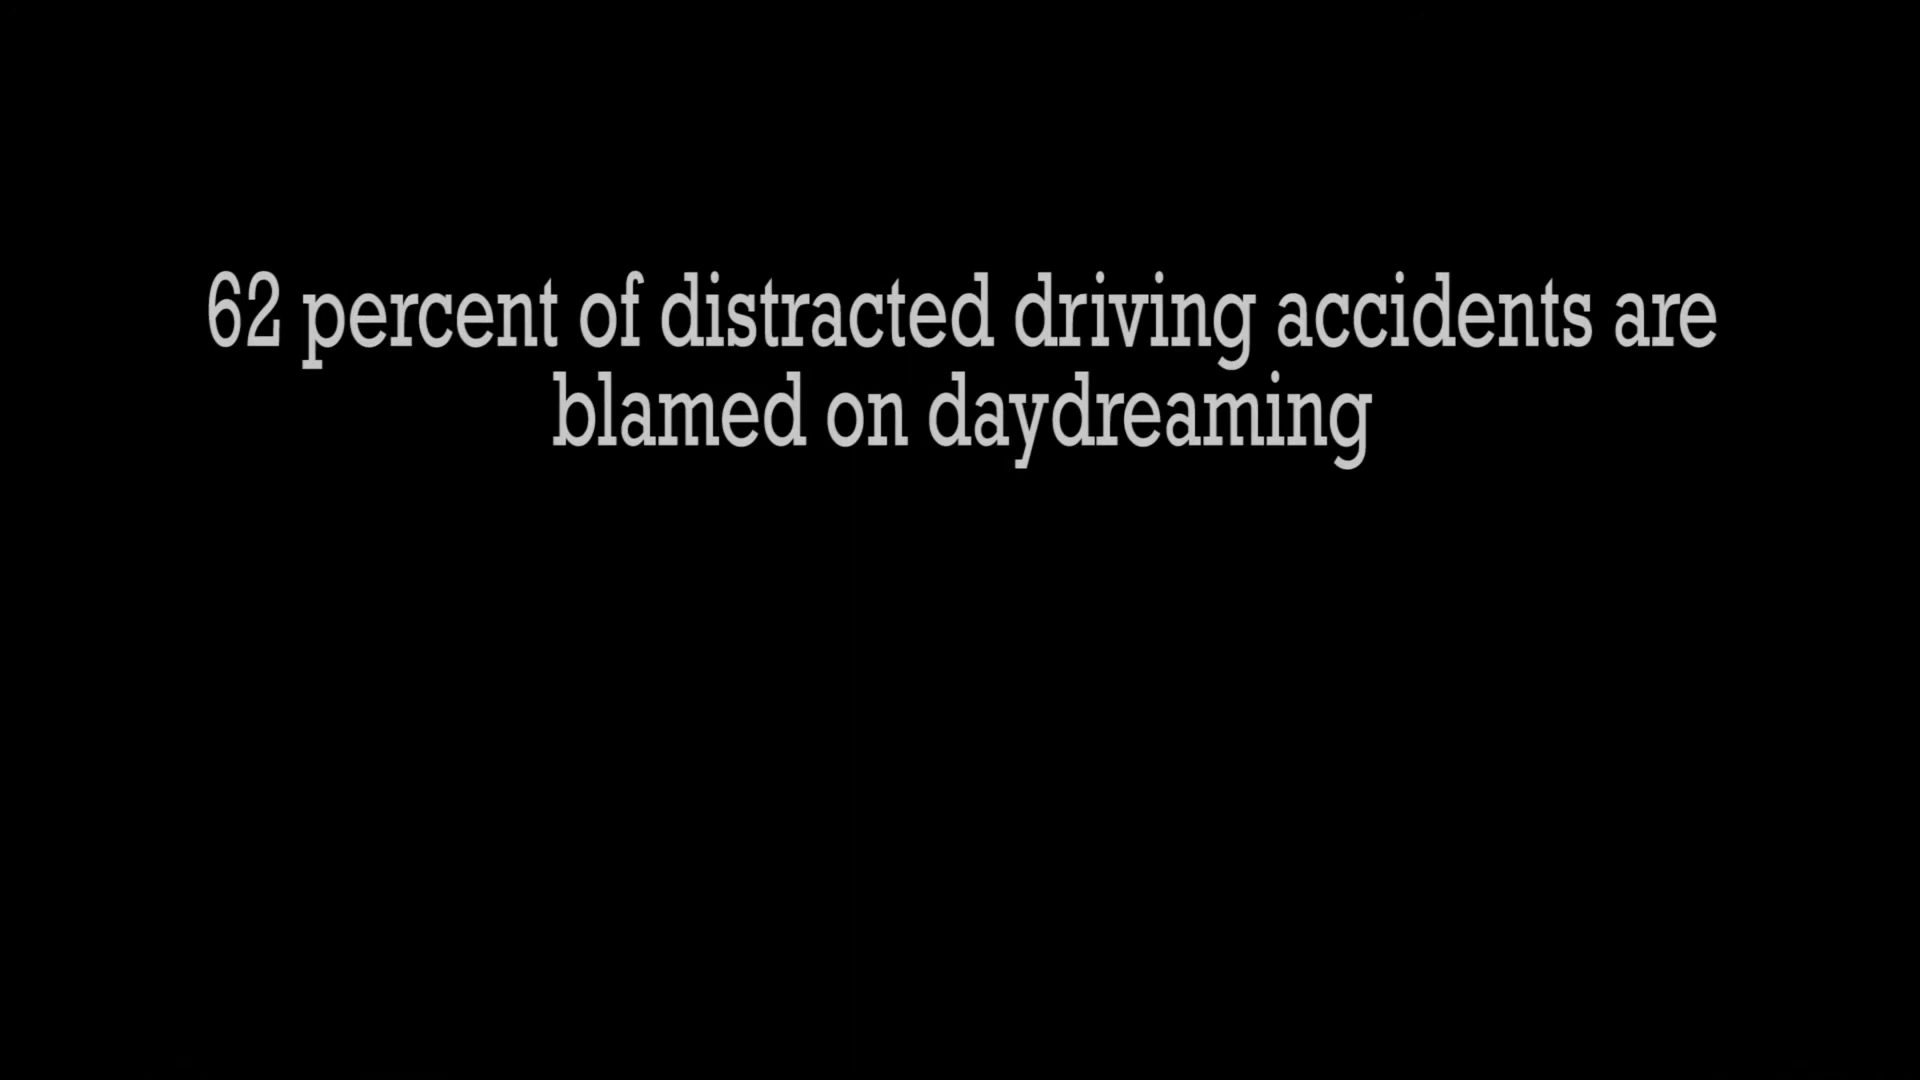 62 percent of distracted driving accidents are
blamed on daydreaming